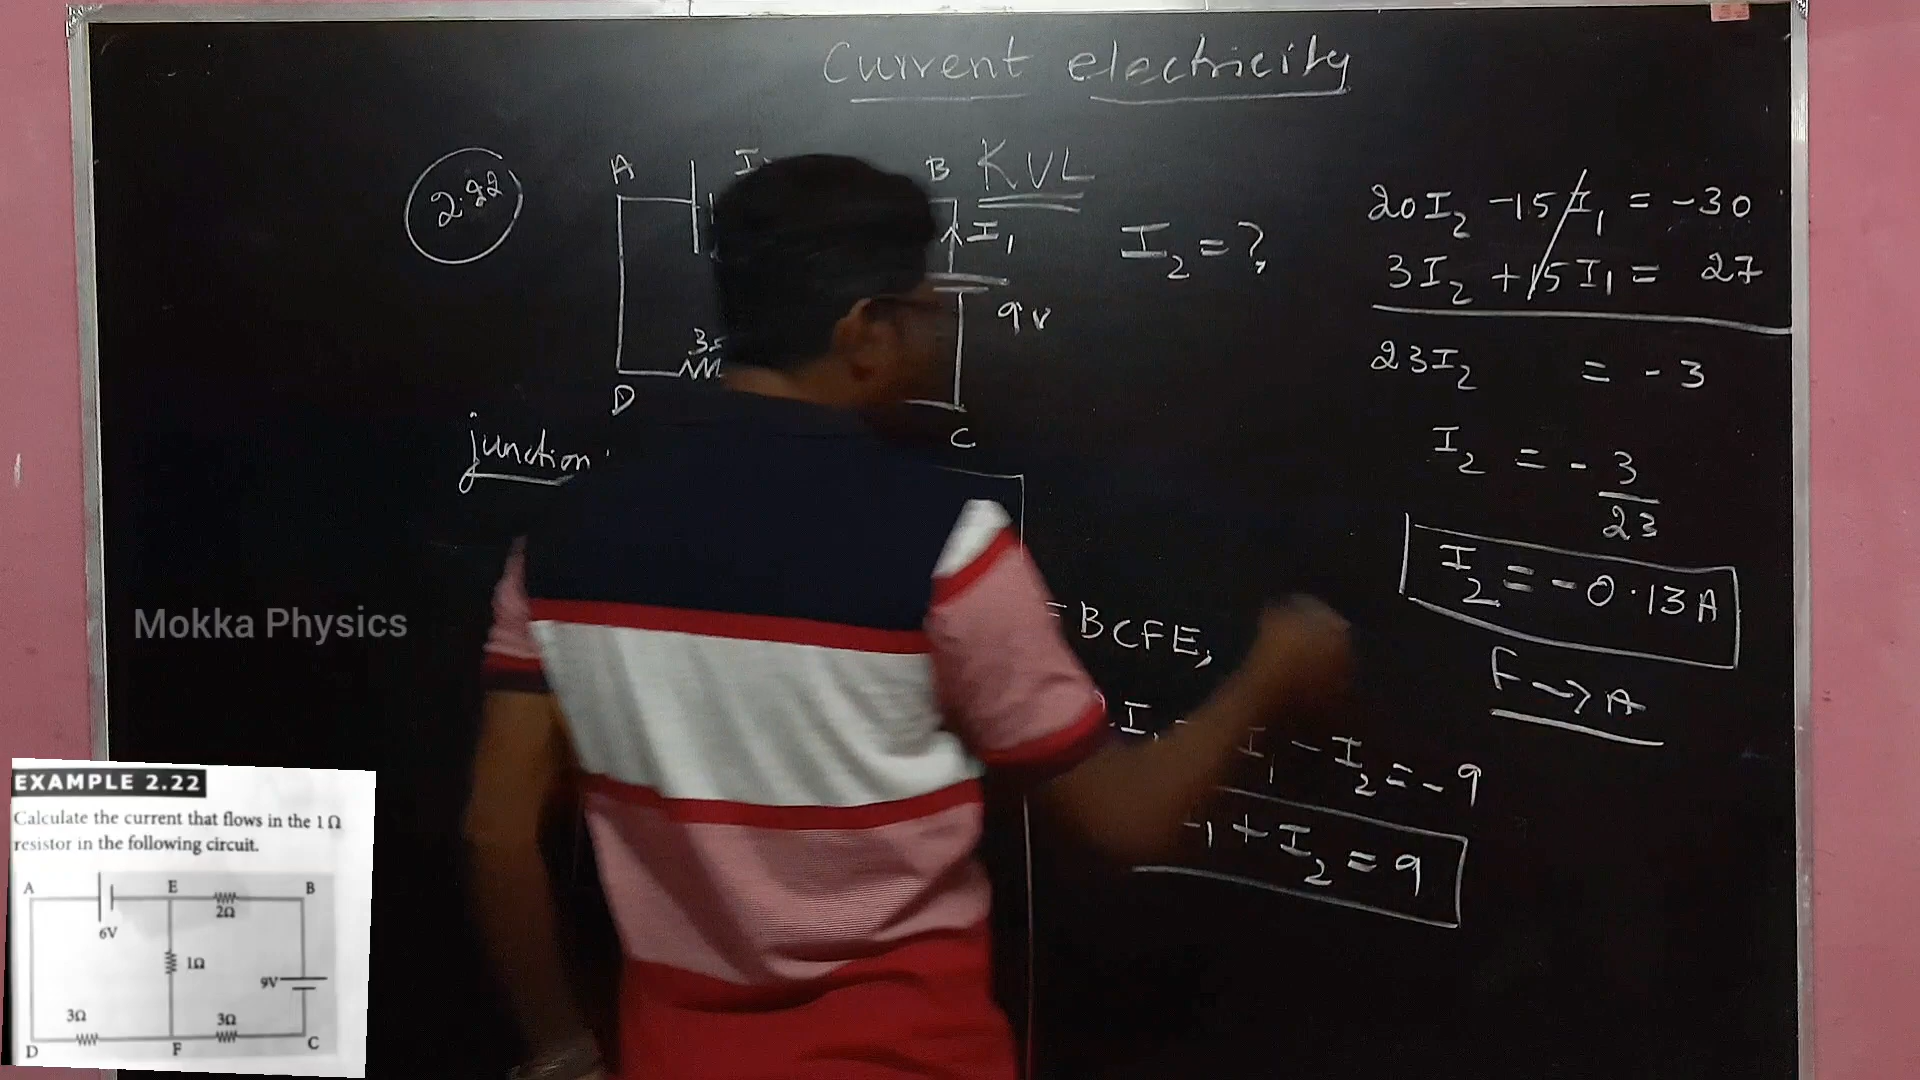 Current electricity
2.22
A
I
B
KVL
I₁
I₂ = ?
9V
3Ω
D
C
junction
= BCFE,
I₁ - I₂ = -9
+ I₂ = 9
20I₂ - 15I₁ = -30
3I₂ + 15I₁ = 27
23I₂ = -3
I₂ = - 3
23
I₂ = -0.13A
F → A
Mokka Physics
EXAMPLE 2.22
Calculate the current that flows in the 1 Ω
resistor in the following circuit.
A
E
B
2Ω
6V
1Ω
9V
3Ω
3Ω
D
F
C